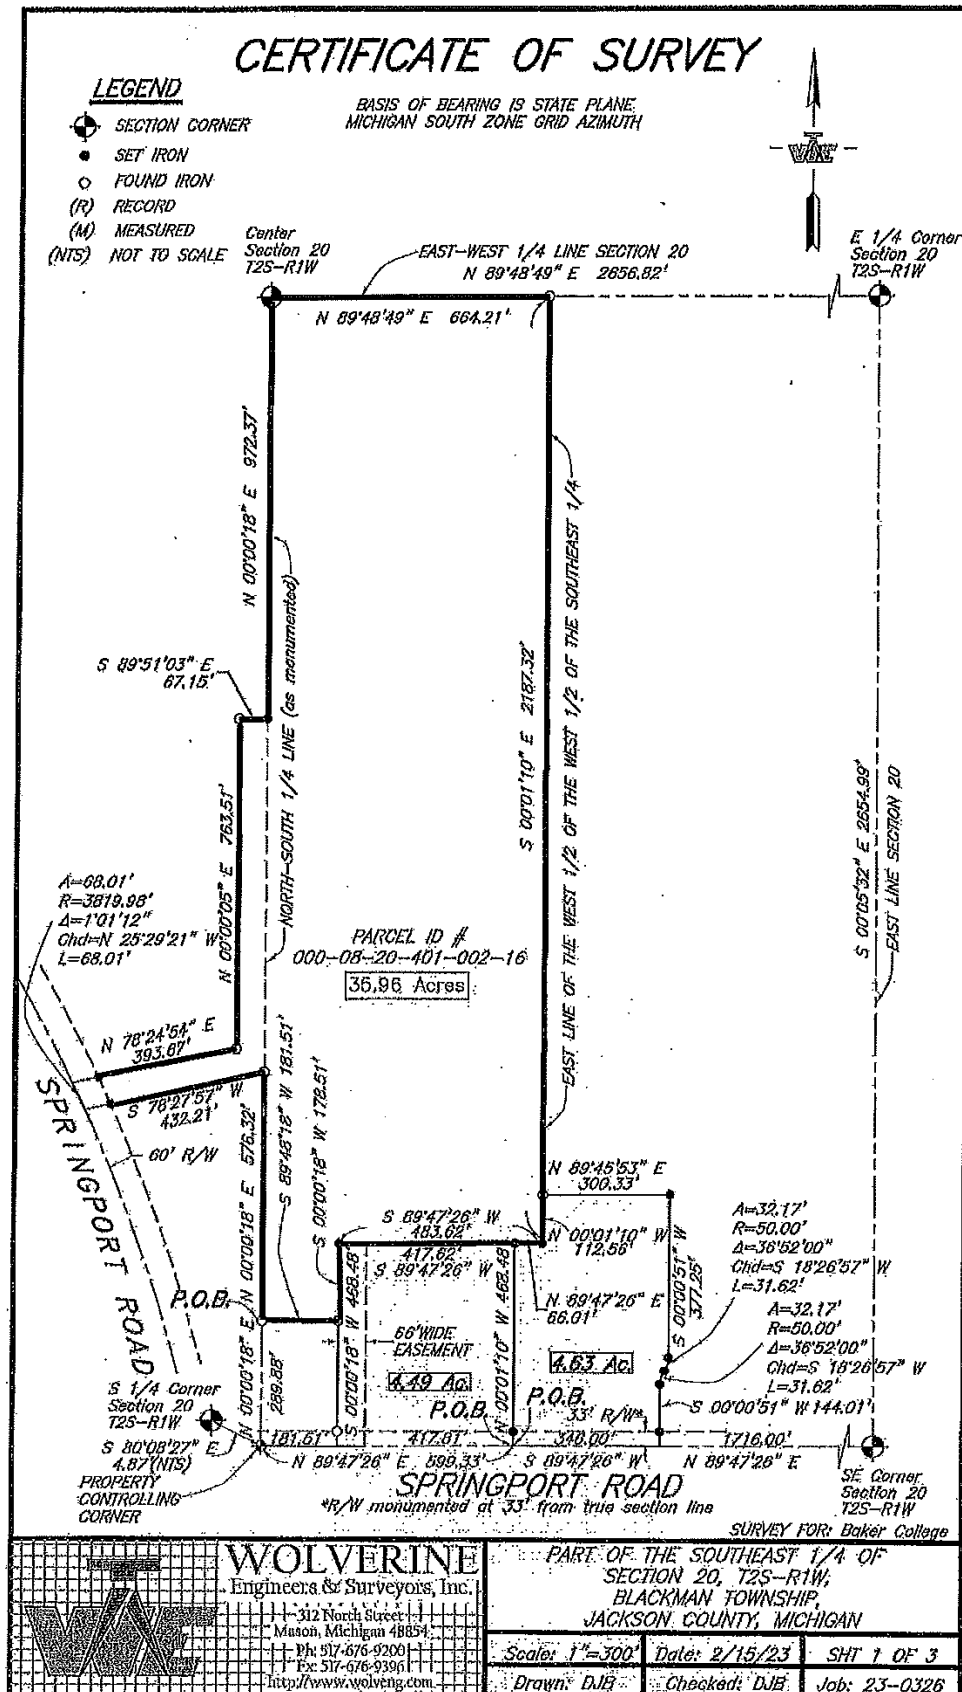 CERTIFICATE OF SURVEY
LEGEND
SECTION CORNER
SET IRON
FOUND IRON
(R) RECORD
(M) MEASURED
(NTS) NOT TO SCALE
BASIS OF BEARING IS STATE PLANE
MICHIGAN SOUTH ZONE GRID AZIMUTH
WE
Center
Section 20
T2S-R1W
EAST-WEST 1/4 LINE SECTION 20
N 89°48'49" E 2656.82'
E 1/4 Corner
Section 20
T2S-R1W
N 89°48'49" E 664.21'
N 00°00'18" E 972.37'
NORTH-SOUTH 1/4 LINE (as monumented)
S 00°01'10" E 2187.32'
EAST LINE OF THE WEST 1/2 OF THE WEST 1/2 OF THE SOUTHEAST 1/4
S 00°05'32" E 2654.99'
EAST LINE SECTION 20
S 89°51'03" E
67.15'
N 00°00'05" E 763.51'
A=68.01'
R=3819.98'
Δ=1°01'12"
Chd=N 25°29'21" W
L=68.01'
PARCEL ID #
000-08-20-401-002-16
35.96 Acres
N 78°24'54" E
393.67'
S 78°27'57" W
432.21'
SPRINGPORT ROAD
60' R/W
N 00°00'18" E 576.32'
S 89°48'18" W 181.51'
S 00°00'18" W 178.51'
N 89°45'53" E
300.33'
S 89°47'26" W
483.62'
417.62'
S 89°47'26" W
N 00°01'10" W
112.56'
N 89°47'26" E
66.01'
S 00°00'51" W
377.25'
A=32.17'
R=50.00'
Δ=36°52'00"
Chd=S 18°26'57" W
L=31.62'
A=32.17'
R=50.00'
Δ=36°52'00"
Chd=S 18°26'57" W
L=31.62'
S 00°00'51" W 144.01'
P.O.B.
66' WIDE
EASEMENT
S 00°00'18" W 468.48'
N 00°01'10" W 468.48'
4.49 Ac.
4.63 Ac.
P.O.B.
P.O.B.
33' R/W*
N 00°00'18" E
289.88'
S 1/4 Corner
Section 20
T2S-R1W
S 80°08'27" E
4.87'(NTS)
PROPERTY
CONTROLLING
CORNER
181.61' 417.61' 340.00' 1716.00'
N 89°47'26" E 599.33' S 89°47'26" W N 89°47'26" E
SPRINGPORT ROAD
*R/W monumented at 33' from true section line
SE Corner
Section 20
T2S-R1W
SURVEY FOR: Baker College
WOLVERINE
Engineers & Surveyors, Inc.
312 North Street
Mason, Michigan 48854
Ph: 517-676-9200
Fx: 517-676-9396
http://www.wolveng.com
PART OF THE SOUTHEAST 1/4 OF
SECTION 20, T2S-R1W,
BLACKMAN TOWNSHIP,
JACKSON COUNTY, MICHIGAN
Scale: 1"=300' Date: 2/15/23 SHT 1 OF 3
Drawn: DJB Checked: DJB Job: 23-0326